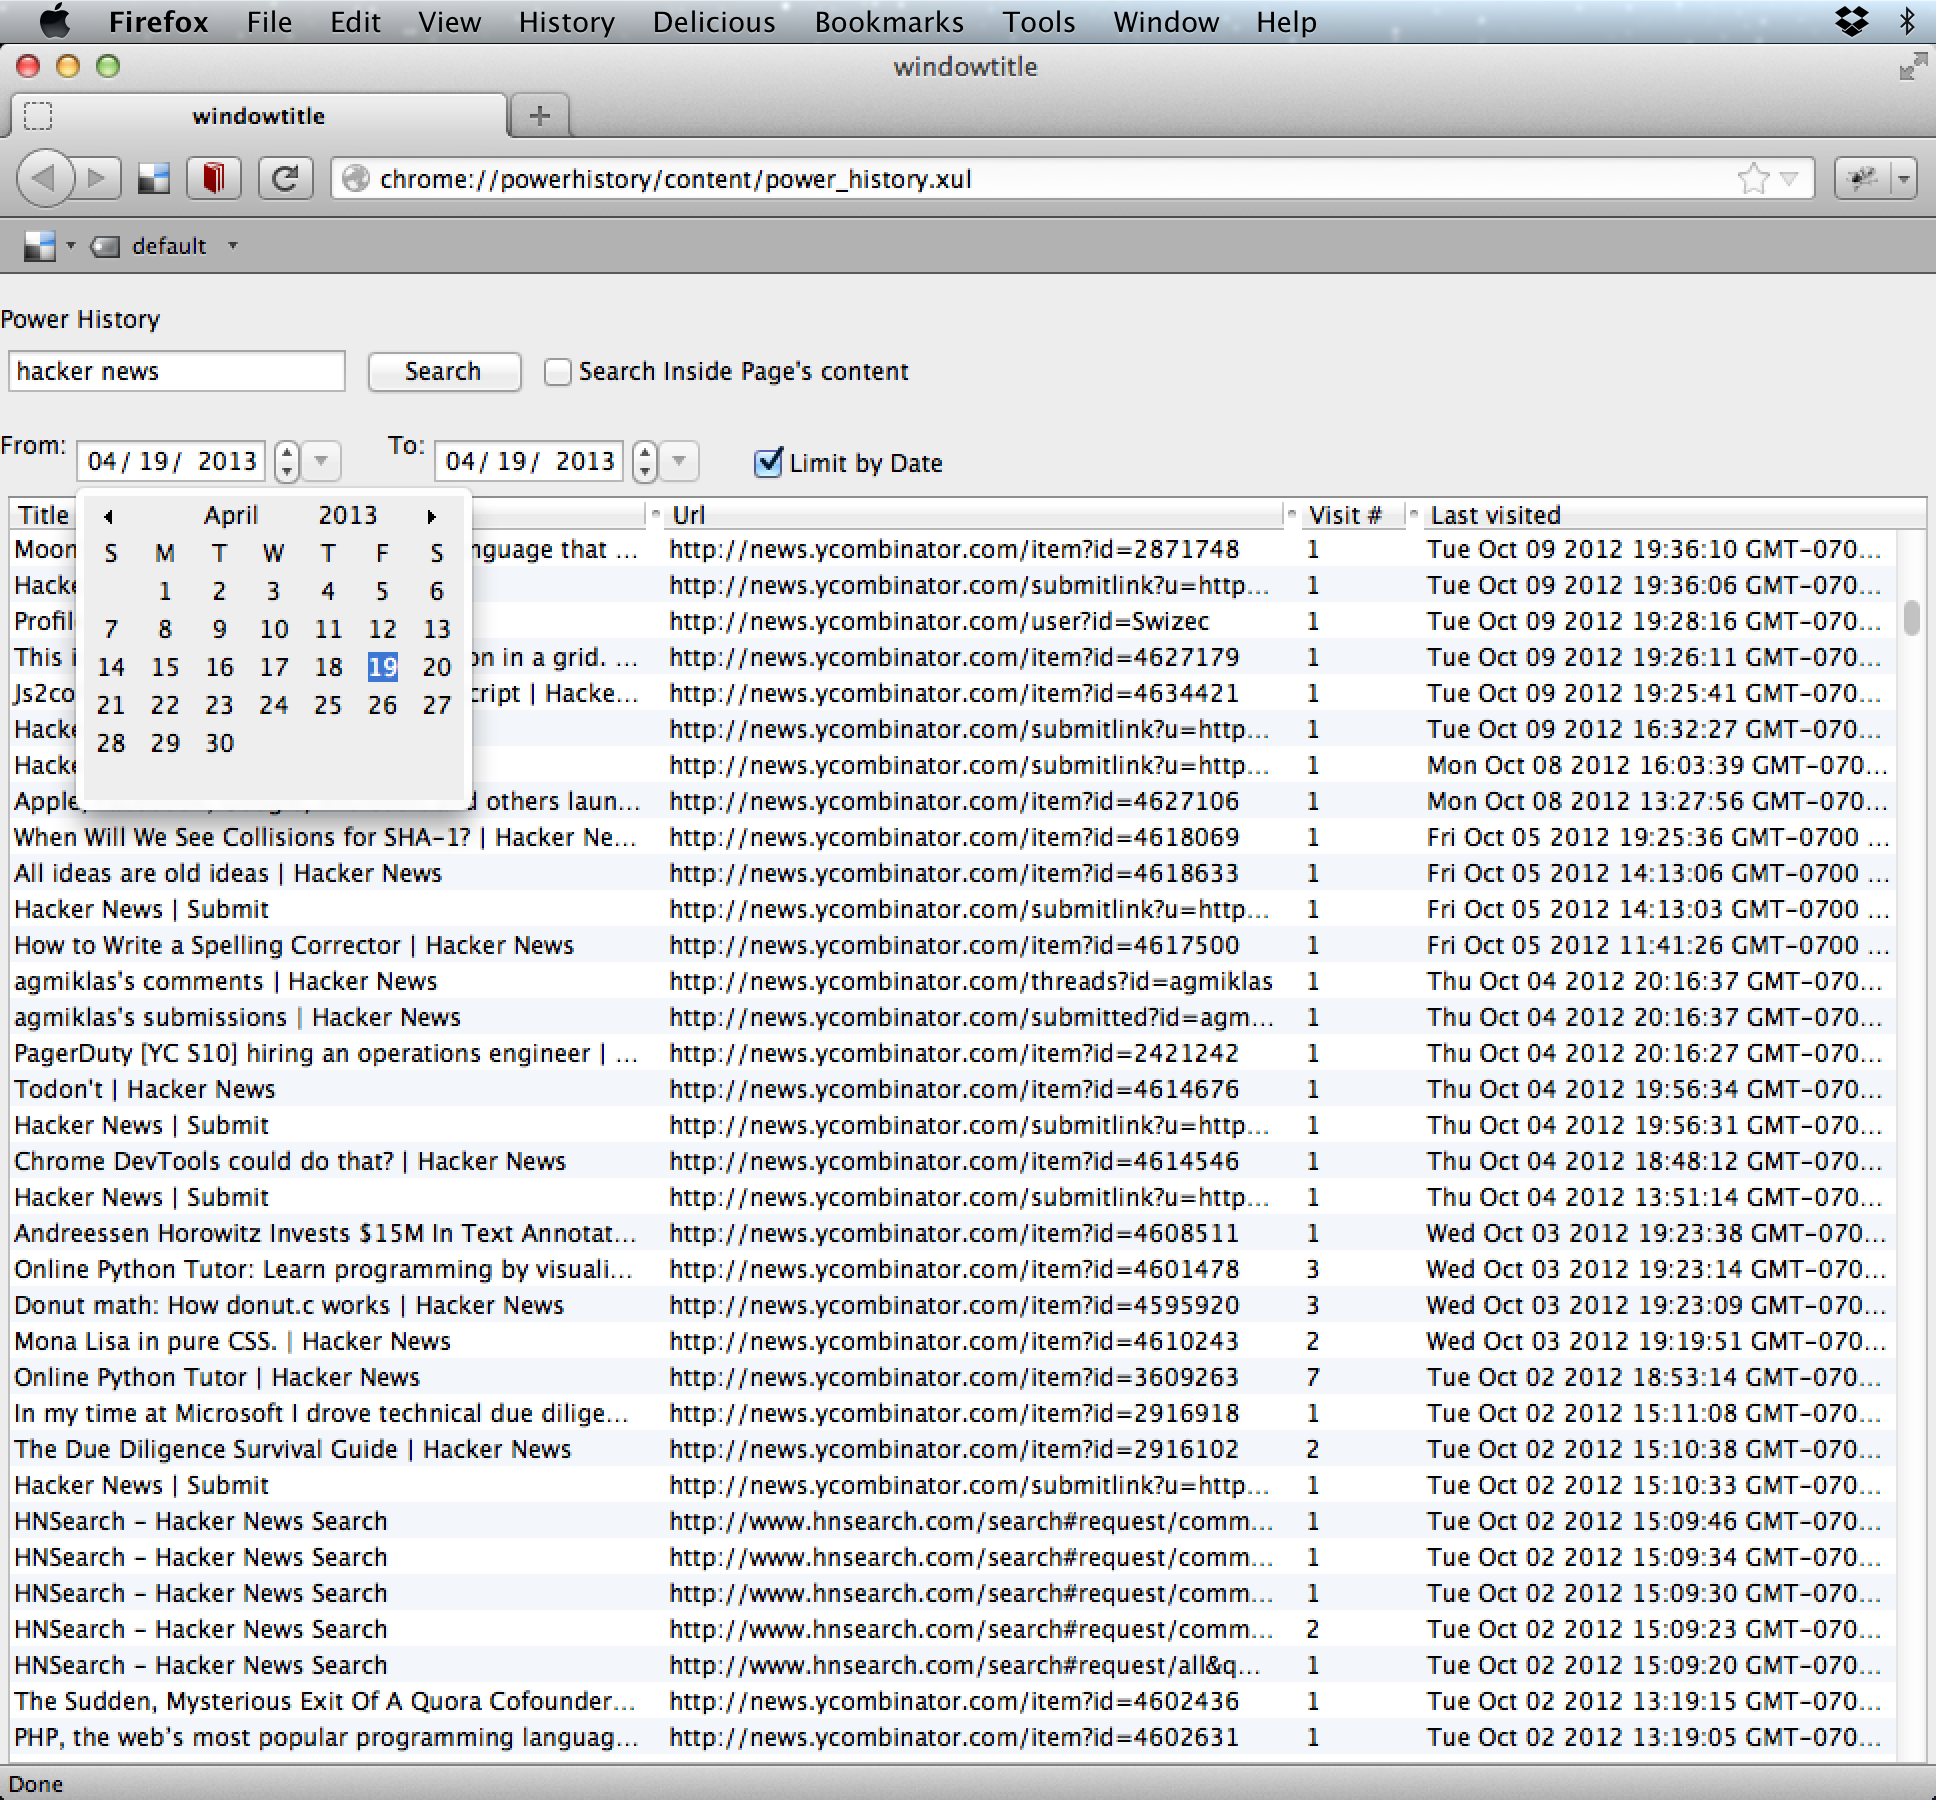 Firefox File Edit View History Delicious Bookmarks Tools Window Help
windowtitle
windowtitle
chrome://powerhistory/content/power_history.xul
default
Power History
hacker news Search Search Inside Page's content
From: 04/ 19/ 2013 To: 04/ 19/ 2013 Limit by Date
Title Url Visit # Last visited
April 2013
S M T W T F S
1 2 3 4 5 6
7 8 9 10 11 12 13
14 15 16 17 18 19 20
21 22 23 24 25 26 27
28 29 30
Moon nguage that ... http://news.ycombinator.com/item?id=2871748 1 Tue Oct 09 2012 19:36:10 GMT-070...
Hacke http://news.ycombinator.com/submitlink?u=http... 1 Tue Oct 09 2012 19:36:06 GMT-070...
Profil http://news.ycombinator.com/user?id=Swizec 1 Tue Oct 09 2012 19:28:16 GMT-070...
This i on in a grid. ... http://news.ycombinator.com/item?id=4627179 1 Tue Oct 09 2012 19:26:11 GMT-070...
Js2co cript | Hacke... http://news.ycombinator.com/item?id=4634421 1 Tue Oct 09 2012 19:25:41 GMT-070...
Hacke http://news.ycombinator.com/submitlink?u=http... 1 Tue Oct 09 2012 16:32:27 GMT-070...
Hacke http://news.ycombinator.com/submitlink?u=http... 1 Mon Oct 08 2012 16:03:39 GMT-070...
Apple, d others laun... http://news.ycombinator.com/item?id=4627106 1 Mon Oct 08 2012 13:27:56 GMT-070...
When Will We See Collisions for SHA-1? | Hacker Ne... http://news.ycombinator.com/item?id=4618069 1 Fri Oct 05 2012 19:25:36 GMT-0700 ...
All ideas are old ideas | Hacker News http://news.ycombinator.com/item?id=4618633 1 Fri Oct 05 2012 14:13:06 GMT-0700 ...
Hacker News | Submit http://news.ycombinator.com/submitlink?u=http... 1 Fri Oct 05 2012 14:13:03 GMT-0700 ...
How to Write a Spelling Corrector | Hacker News http://news.ycombinator.com/item?id=4617500 1 Fri Oct 05 2012 11:41:26 GMT-0700 ...
agmiklas's comments | Hacker News http://news.ycombinator.com/threads?id=agmiklas 1 Thu Oct 04 2012 20:16:37 GMT-070...
agmiklas's submissions | Hacker News http://news.ycombinator.com/submitted?id=agm... 1 Thu Oct 04 2012 20:16:37 GMT-070...
PagerDuty [YC S10] hiring an operations engineer | ... http://news.ycombinator.com/item?id=2421242 1 Thu Oct 04 2012 20:16:27 GMT-070...
Todon't | Hacker News http://news.ycombinator.com/item?id=4614676 1 Thu Oct 04 2012 19:56:34 GMT-070...
Hacker News | Submit http://news.ycombinator.com/submitlink?u=http... 1 Thu Oct 04 2012 19:56:31 GMT-070...
Chrome DevTools could do that? | Hacker News http://news.ycombinator.com/item?id=4614546 1 Thu Oct 04 2012 18:48:12 GMT-070...
Hacker News | Submit http://news.ycombinator.com/submitlink?u=http... 1 Thu Oct 04 2012 13:51:14 GMT-070...
Andreessen Horowitz Invests $15M In Text Annotat... http://news.ycombinator.com/item?id=4608511 1 Wed Oct 03 2012 19:23:38 GMT-070...
Online Python Tutor: Learn programming by visuali... http://news.ycombinator.com/item?id=4601478 3 Wed Oct 03 2012 19:23:14 GMT-070...
Donut math: How donut.c works | Hacker News http://news.ycombinator.com/item?id=4595920 3 Wed Oct 03 2012 19:23:09 GMT-070...
Mona Lisa in pure CSS. | Hacker News http://news.ycombinator.com/item?id=4610243 2 Wed Oct 03 2012 19:19:51 GMT-070...
Online Python Tutor | Hacker News http://news.ycombinator.com/item?id=3609263 7 Tue Oct 02 2012 18:53:14 GMT-070...
In my time at Microsoft I drove technical due dilige... http://news.ycombinator.com/item?id=2916918 1 Tue Oct 02 2012 15:11:08 GMT-070...
The Due Diligence Survival Guide | Hacker News http://news.ycombinator.com/item?id=2916102 2 Tue Oct 02 2012 15:10:38 GMT-070...
Hacker News | Submit http://news.ycombinator.com/submitlink?u=http... 1 Tue Oct 02 2012 15:10:33 GMT-070...
HNSearch - Hacker News Search http://www.hnsearch.com/search#request/comm... 1 Tue Oct 02 2012 15:09:46 GMT-070...
HNSearch - Hacker News Search http://www.hnsearch.com/search#request/comm... 1 Tue Oct 02 2012 15:09:34 GMT-070...
HNSearch - Hacker News Search http://www.hnsearch.com/search#request/comm... 1 Tue Oct 02 2012 15:09:30 GMT-070...
HNSearch - Hacker News Search http://www.hnsearch.com/search#request/comm... 2 Tue Oct 02 2012 15:09:23 GMT-070...
HNSearch - Hacker News Search http://www.hnsearch.com/search#request/all&q... 1 Tue Oct 02 2012 15:09:20 GMT-070...
The Sudden, Mysterious Exit Of A Quora Cofounder... http://news.ycombinator.com/item?id=4602436 1 Tue Oct 02 2012 13:19:15 GMT-070...
PHP, the web's most popular programming languag... http://news.ycombinator.com/item?id=4602631 1 Tue Oct 02 2012 13:19:05 GMT-070...
Done